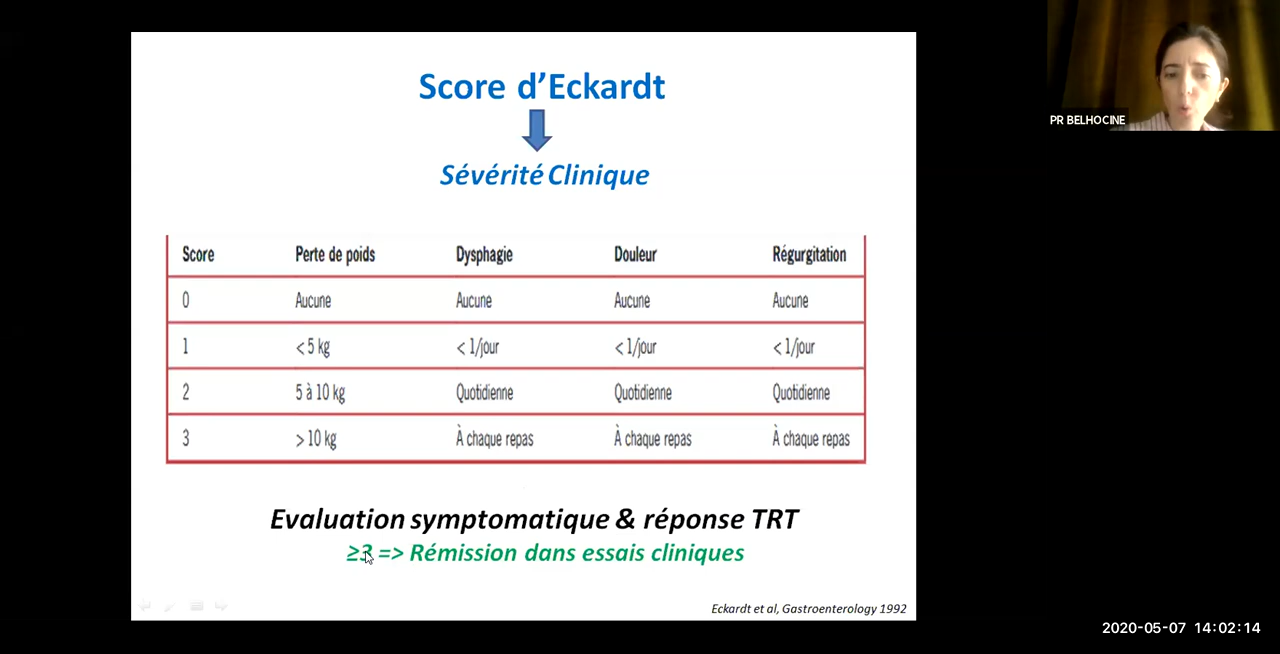 Score d'Eckardt
Sévérité Clinique
PR BELHOCINE
Score Perte de poids Dysphagie Douleur Régurgitation
0 Aucune Aucune Aucune Aucune
1 < 5 kg < 1/jour < 1/jour < 1/jour
2 5 à 10 kg Quotidienne Quotidienne Quotidienne
3 > 10 kg À chaque repas À chaque repas À chaque repas
Evaluation symptomatique & réponse TRT
≥3 => Rémission dans essais cliniques
Eckardt et al, Gastroenterology 1992
2020-05-07 14:02:14